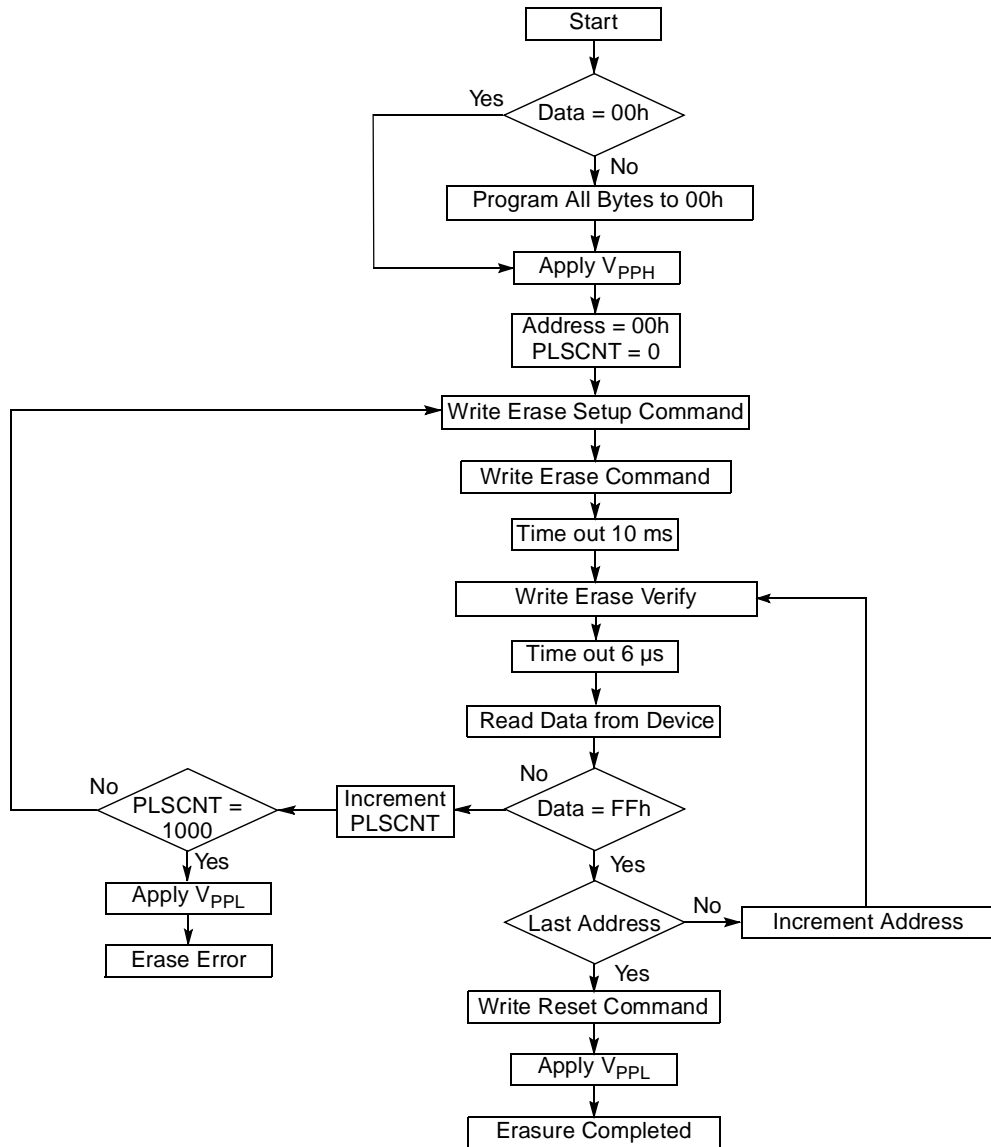 Start
Yes
Data = 00h
No
Program All Bytes to 00h
Apply VPPH
Address = 00h
PLSCNT = 0
Write Erase Setup Command
Write Erase Command
Time out 10 ms
Write Erase Verify
Time out 6 µs
Read Data from Device
No
PLSCNT =
1000
Increment
PLSCNT
No
Data = FFh
Yes
Yes
Apply VPPL
Erase Error
Last Address
No
Increment Address
Yes
Write Reset Command
Apply VPPL
Erasure Completed